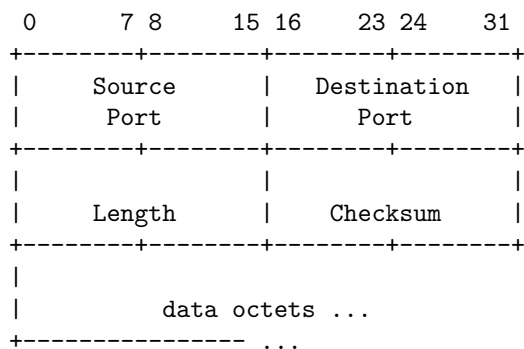 0 7 8 15 16 23 24 31
+--------+--------+--------+--------+
| Source | Destination |
| Port | Port |
+--------+--------+--------+--------+
| | |
| Length | Checksum |
+--------+--------+--------+--------+
|
| data octets ...
+---------------- ...